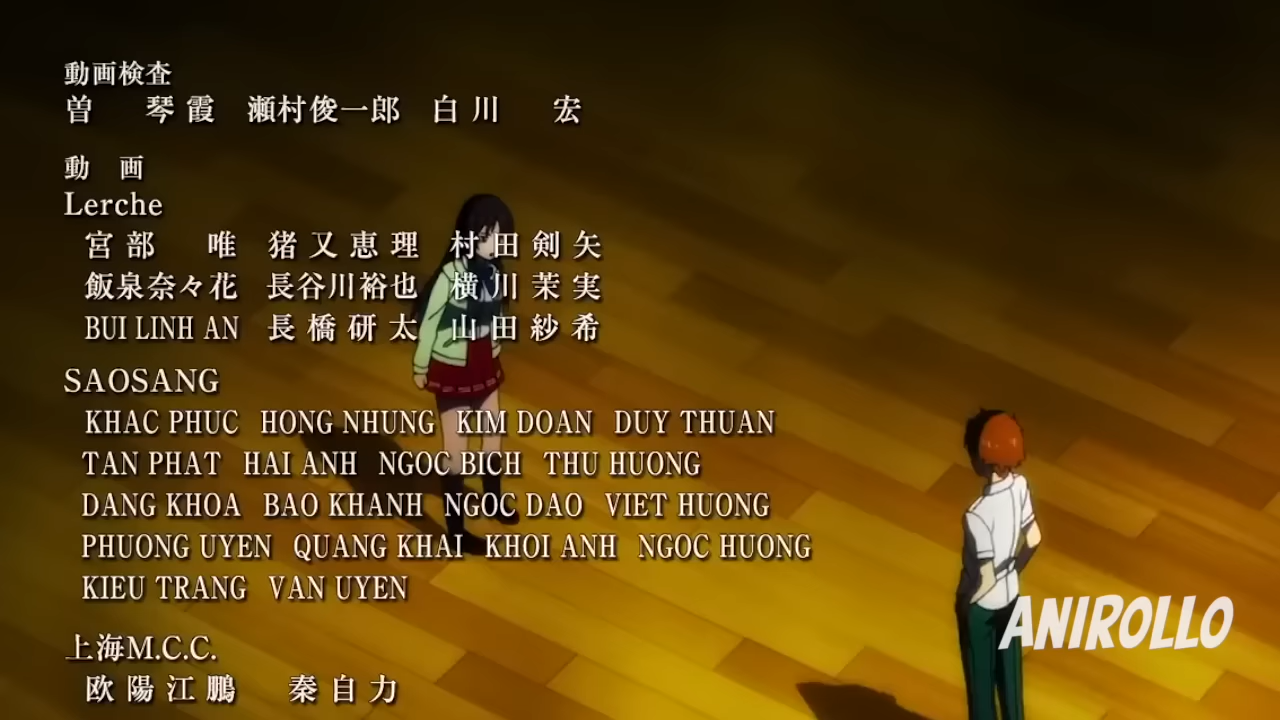 動画検査
曽　琴霞　瀬村俊一郎　白川　宏
動　画
Lerche
宮部　唯　猪又恵理　村田剣矢
飯泉奈々花　長谷川裕也　横川茉実
BUI LINH AN　長橋研太　山田紗希
SAOSANG
KHAC PHUC　HONG NHUNG　KIM DOAN　DUY THUAN
TAN PHAT　HAI ANH　NGOC BICH　THU HUONG
DANG KHOA　BAO KHANH　NGOC DAO　VIET HUONG
PHUONG UYEN　QUANG KHAI　KHOI ANH　NGOC HUONG
KIEU TRANG　VAN UYEN
ANIROLLO
上海M.C.C.
欧陽江鵬　秦自力